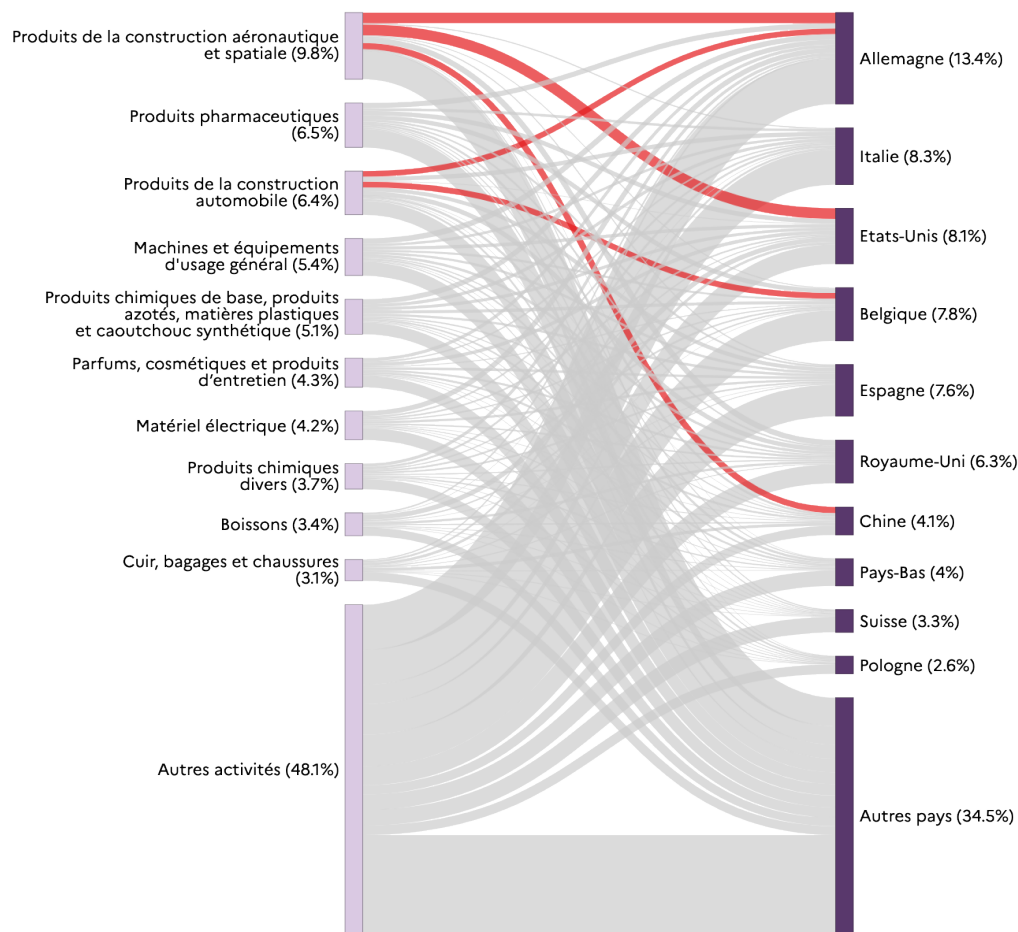 Produits de la construction aéronautique
et spatiale (9.8%)
Produits pharmaceutiques
(6.5%)
Produits de la construction
automobile (6.4%)
Machines et équipements
d'usage général (5.4%)
Produits chimiques de base, produits
azotés, matières plastiques
et caoutchouc synthétique (5.1%)
Parfums, cosmétiques et produits
d’entretien (4.3%)
Matériel électrique (4.2%)
Produits chimiques
divers (3.7%)
Boissons (3.4%)
Cuir, bagages et chaussures
(3.1%)
Autres activités (48.1%)
Allemagne (13.4%)
Italie (8.3%)
Etats-Unis (8.1%)
Belgique (7.8%)
Espagne (7.6%)
Royaume-Uni (6.3%)
Chine (4.1%)
Pays-Bas (4%)
Suisse (3.3%)
Pologne (2.6%)
Autres pays (34.5%)